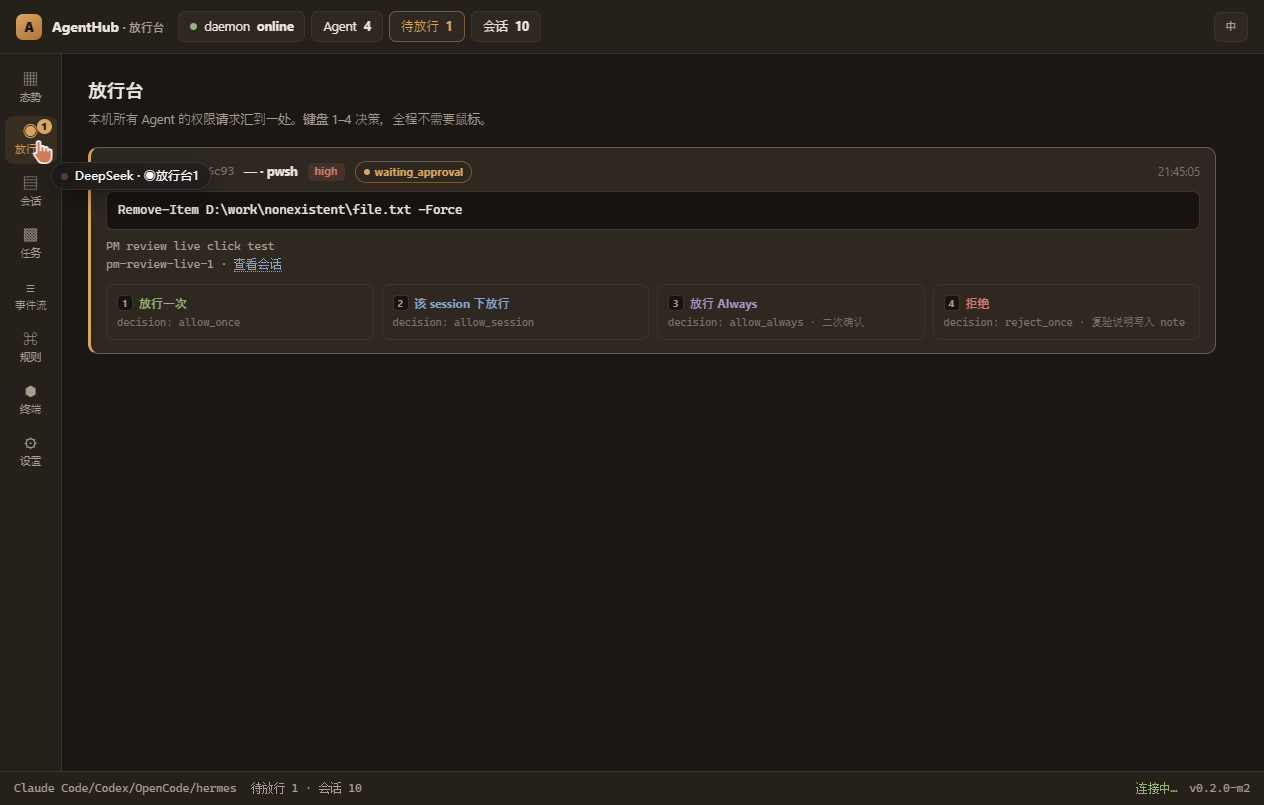 A AgentHub · 放行台 daemon online Agent 4 待放行 1 会话 10 中
态势
1
放行
会话
任务
事件流
规则
终端
设置
放行台
本机所有 Agent 的权限请求汇到一处。键盘 1–4 决策，全程不需要鼠标。
6c93 — · pwsh high waiting_approval 21:45:05
DeepSeek · ◉放行台1
Remove-Item D:\work\nonexistent\file.txt -Force
PM review live click test
pm-review-live-1 · 查看会话
1 放行一次
decision: allow_once
2 该 session 下放行
decision: allow_session
3 放行 Always
decision: allow_always · 二次确认
4 拒绝
decision: reject_once · 复验说明写入 note
Claude Code/Codex/OpenCode/hermes 待放行 1 · 会话 10 连接中… v0.2.0-m2